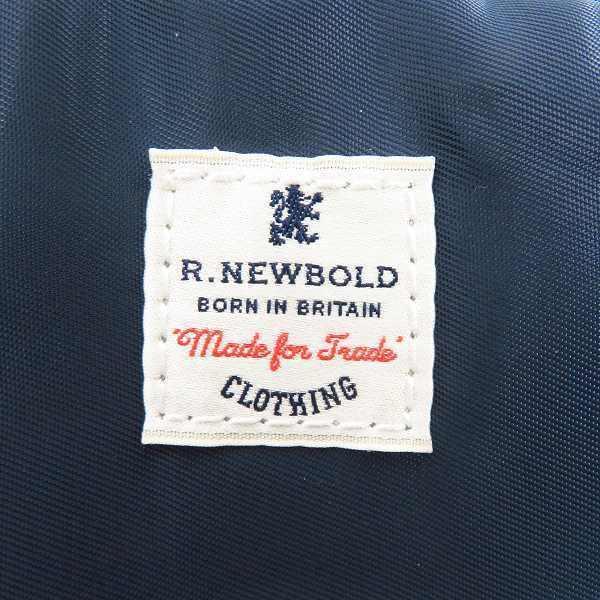 R. NEWBOLD
BORN IN BRITAIN
"Made for Trade"
CLOTHING